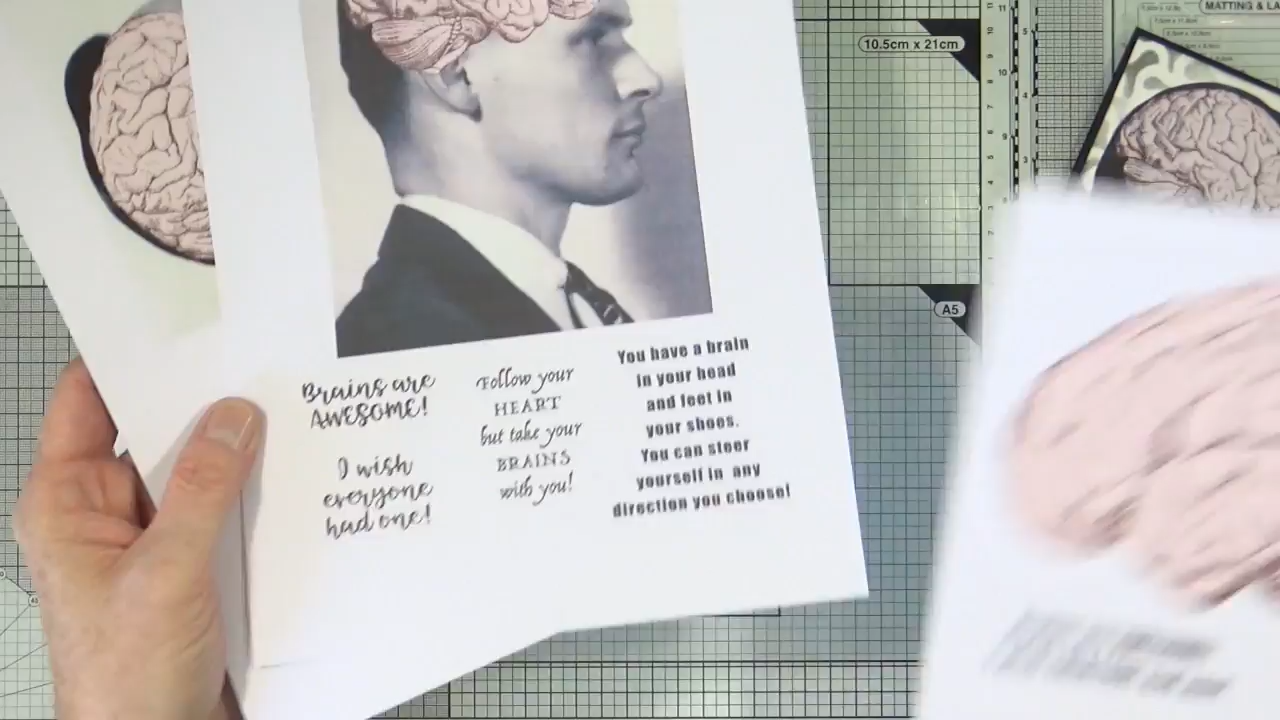 10.5cm x 21cm
MATTING & LA
A5
Brains are
AWESOME!
I wish
everyone
had one!
Follow your
HEART
but take your
BRAINS
with you!
You have a brain
in your head
and feet in
your shoes.
You can steer
yourself in any
direction you choose!